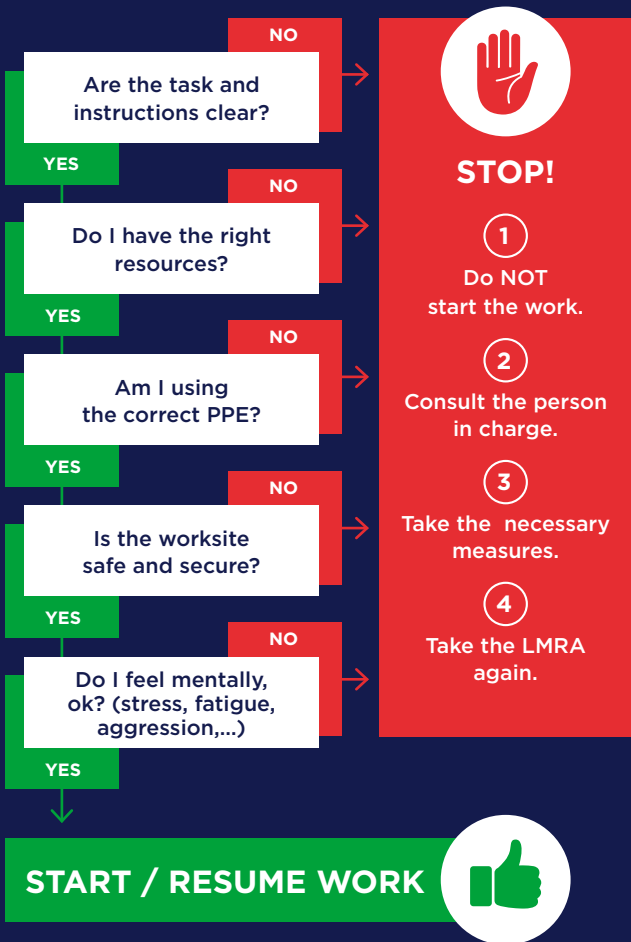 NO
Are the task and
instructions clear?
YES
NO
Do I have the right
resources?
YES
NO
Am I using
the correct PPE?
YES
NO
Is the worksite
safe and secure?
YES
NO
Do I feel mentally,
ok? (stress, fatigue,
aggression,...)
YES
STOP!
1
Do NOT
start the work.
2
Consult the person
in charge.
3
Take the necessary
measures.
4
Take the LMRA
again.
START / RESUME WORK